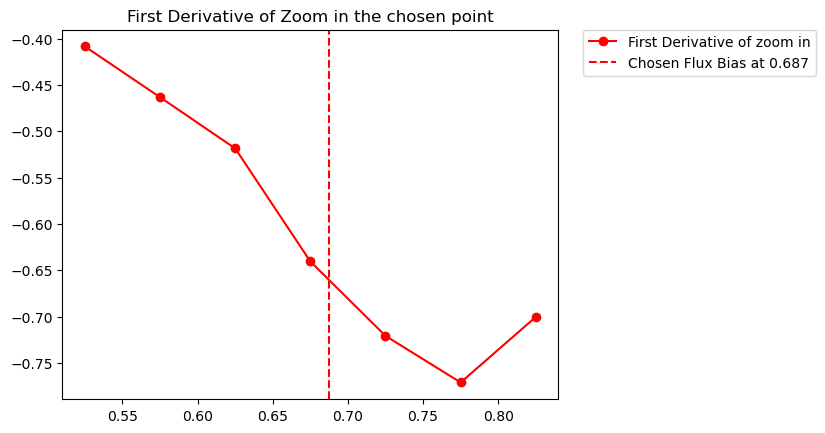 First Derivative of Zoom in the chosen point
−0.40
−0.45
−0.50
−0.55
−0.60
−0.65
−0.70
−0.75
0.55 0.60 0.65 0.70 0.75 0.80
First Derivative of zoom in
Chosen Flux Bias at 0.687